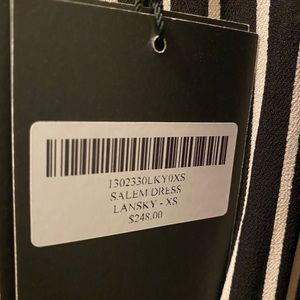 1302330LKY0XS
SALEM DRESS
LANSKY - XS
$248.00